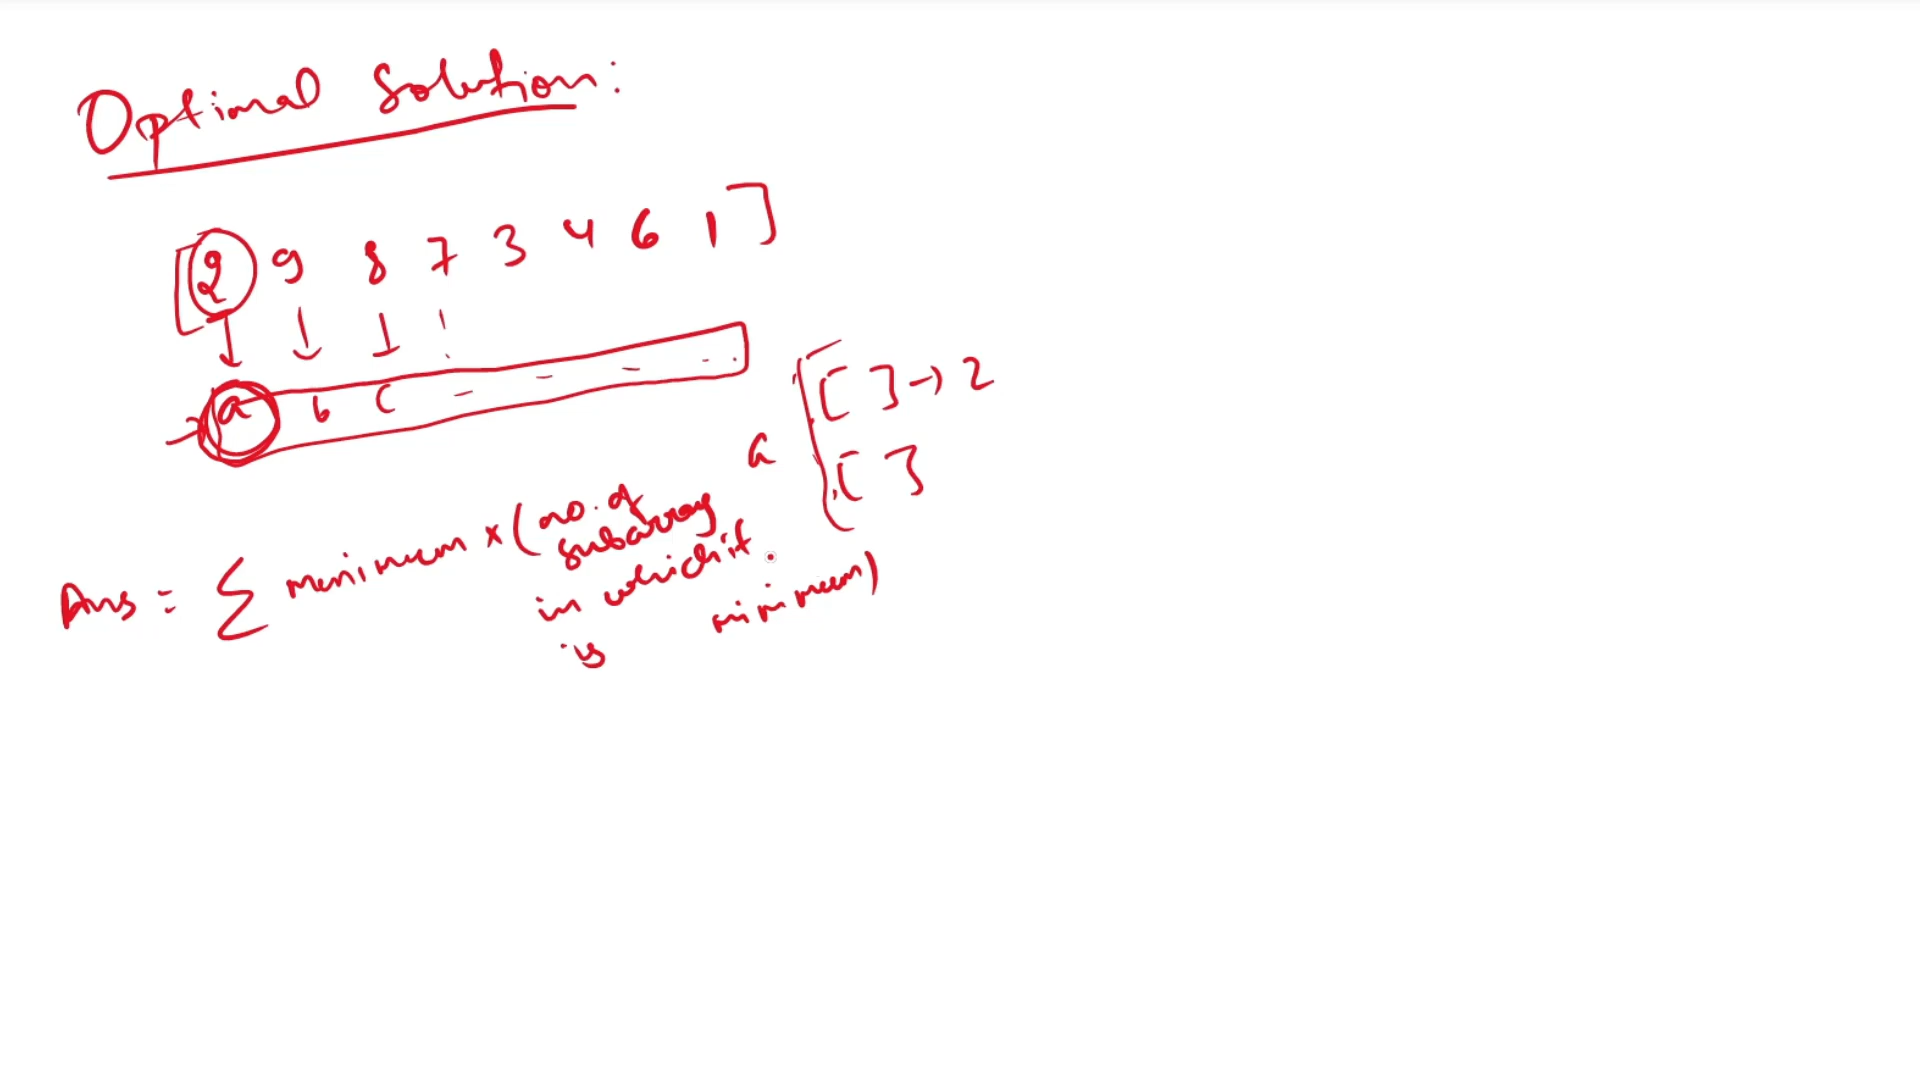 Optimal Solution:
[2 9 8 7 3 4 6 1]
a b c - - - - -
a [ [ ] → 2
[ ]
Ans = Σ minimum × (no. of
subarray
in which it
is minimum)